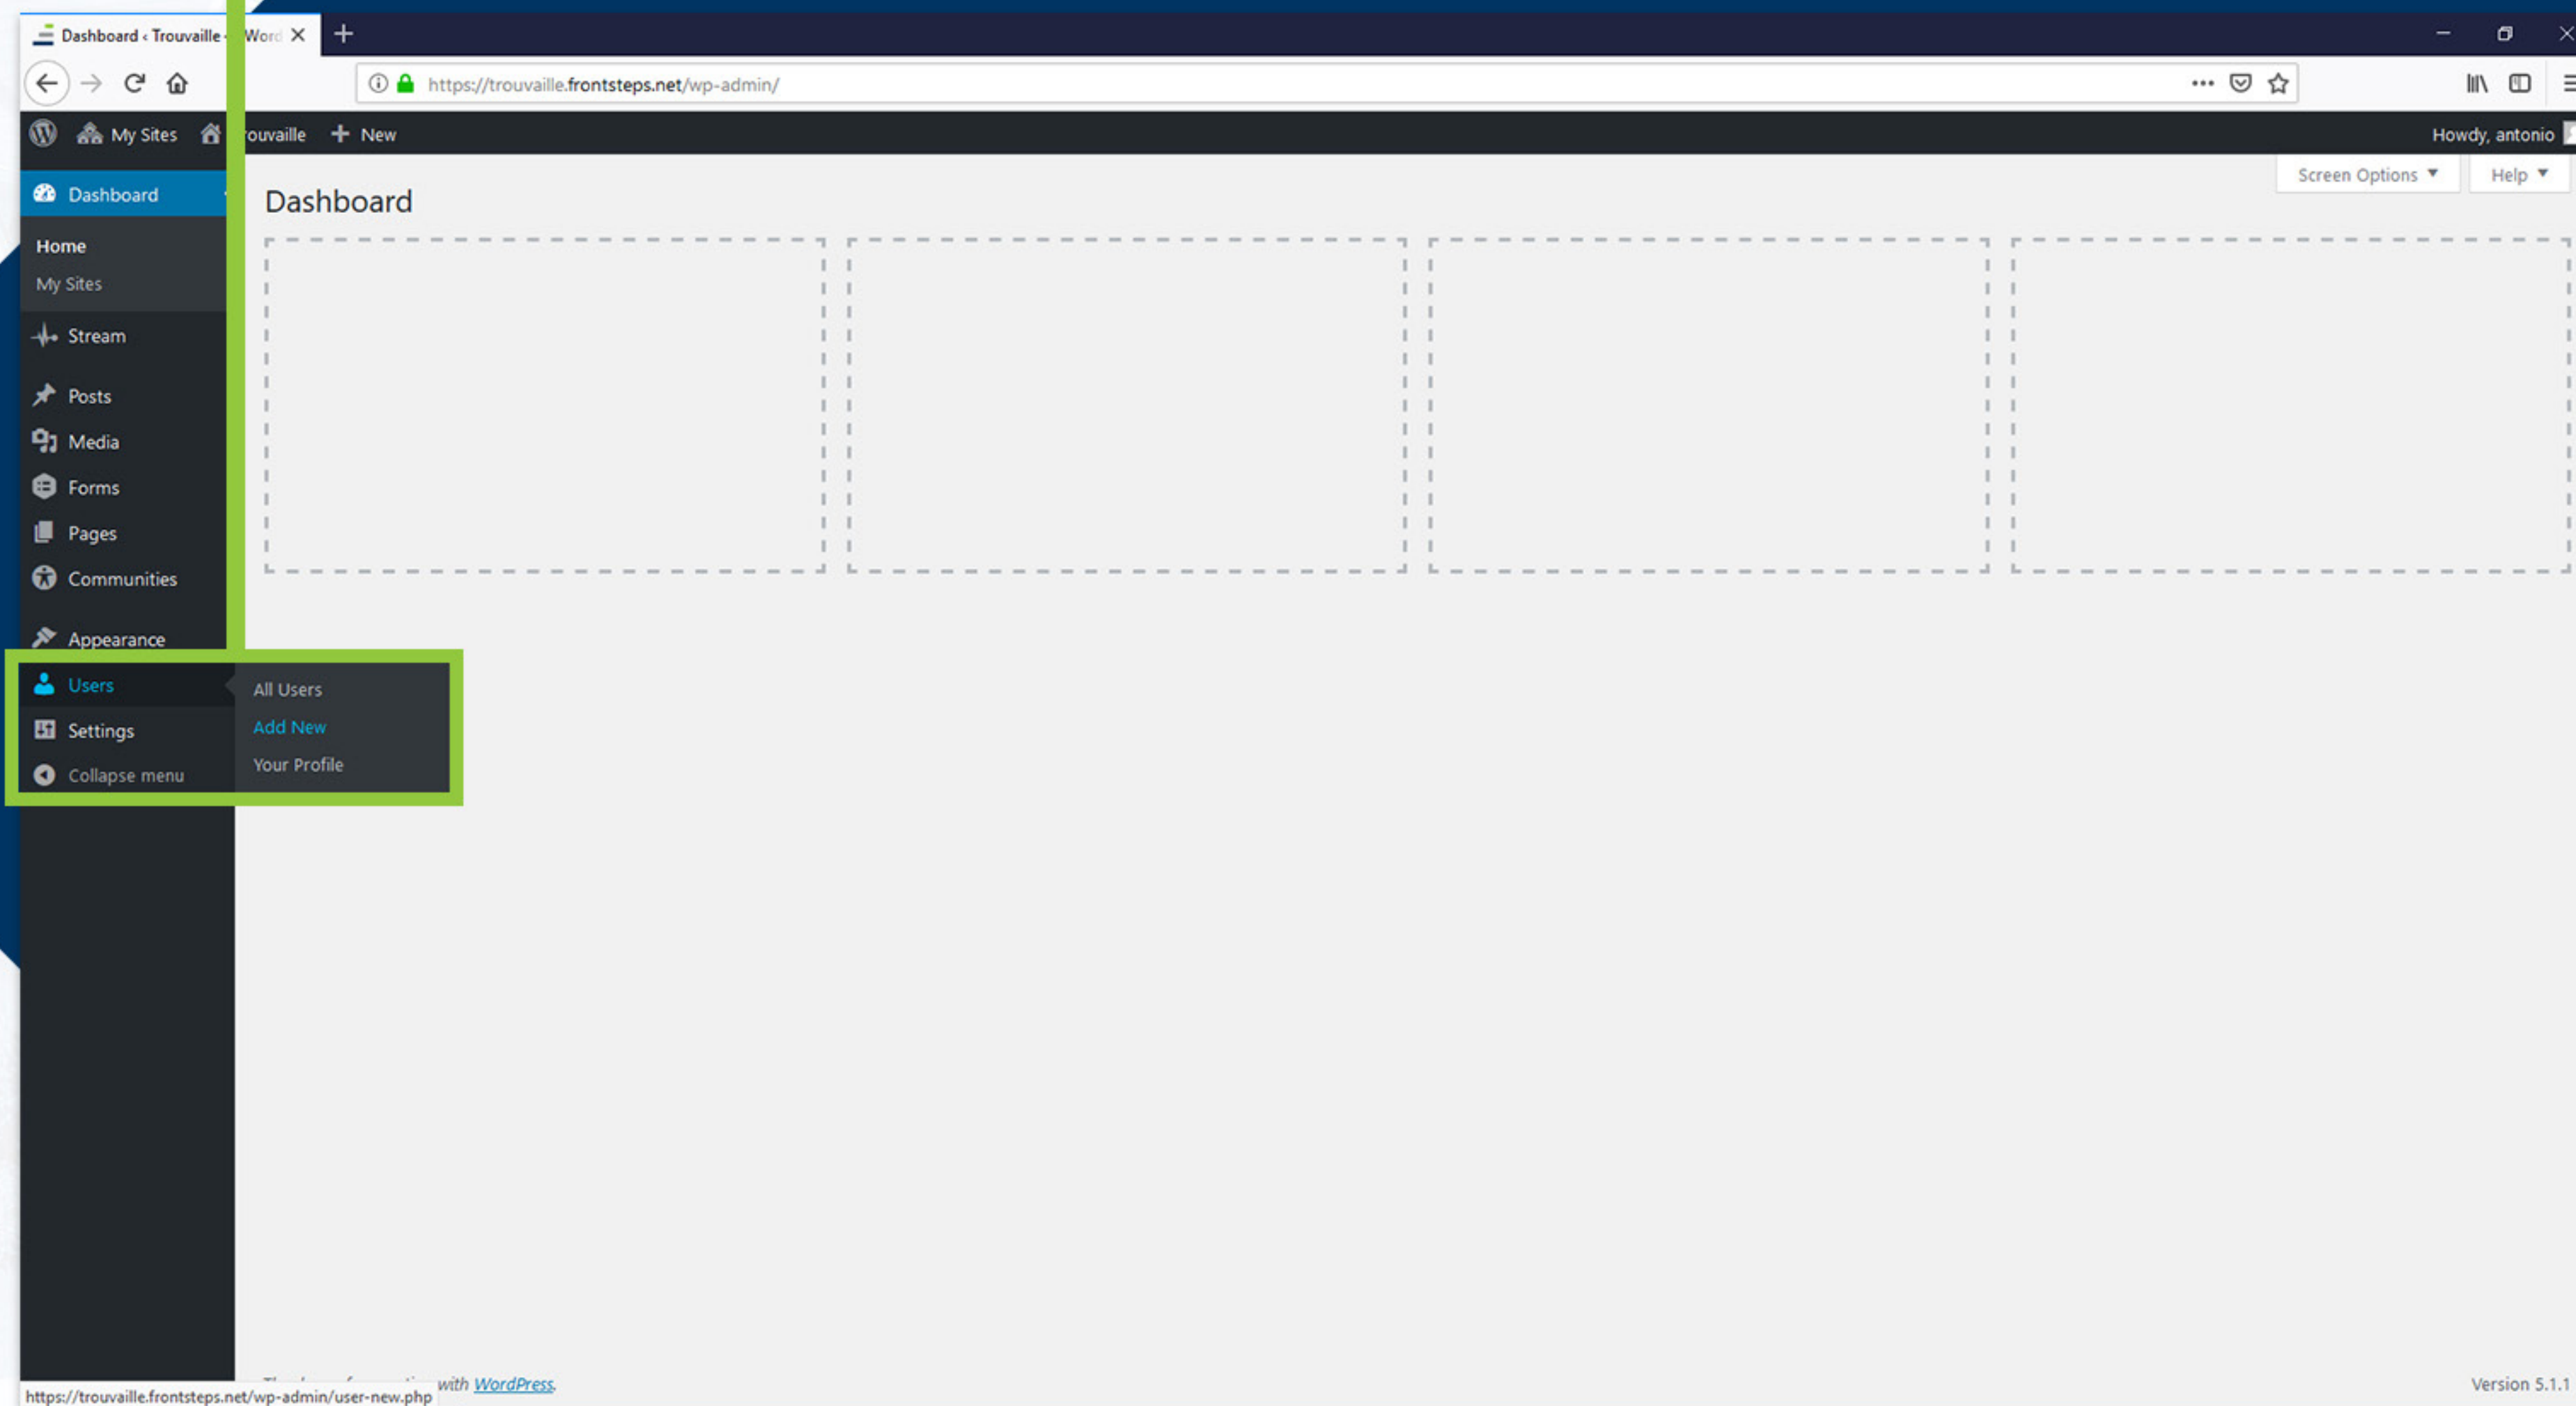 Dashboard ‹ Trouvaille — Word
https://trouvaille.frontsteps.net/wp-admin/
My Sites
ouvaille
New
Howdy, antonio
Screen Options
Help
Dashboard
Dashboard
Home
My Sites
Stream
Posts
Media
Forms
Pages
Communities
Appearance
Users
All Users
Settings
Add New
Your Profile
Collapse menu
with WordPress.
Version 5.1.1
https://trouvaille.frontsteps.net/wp-admin/user-new.php